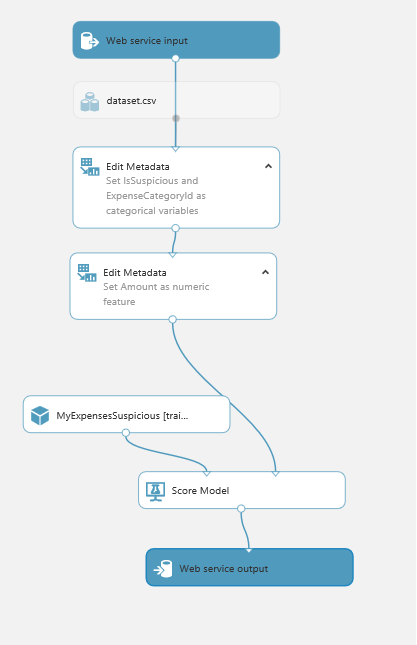 Web service input
dataset.csv
Edit Metadata
Set IsSuspicious and
ExpenseCategoryId as
categorical variables
Edit Metadata
Set Amount as numeric
feature
MyExpensesSuspicious [trai...
Score Model
Web service output